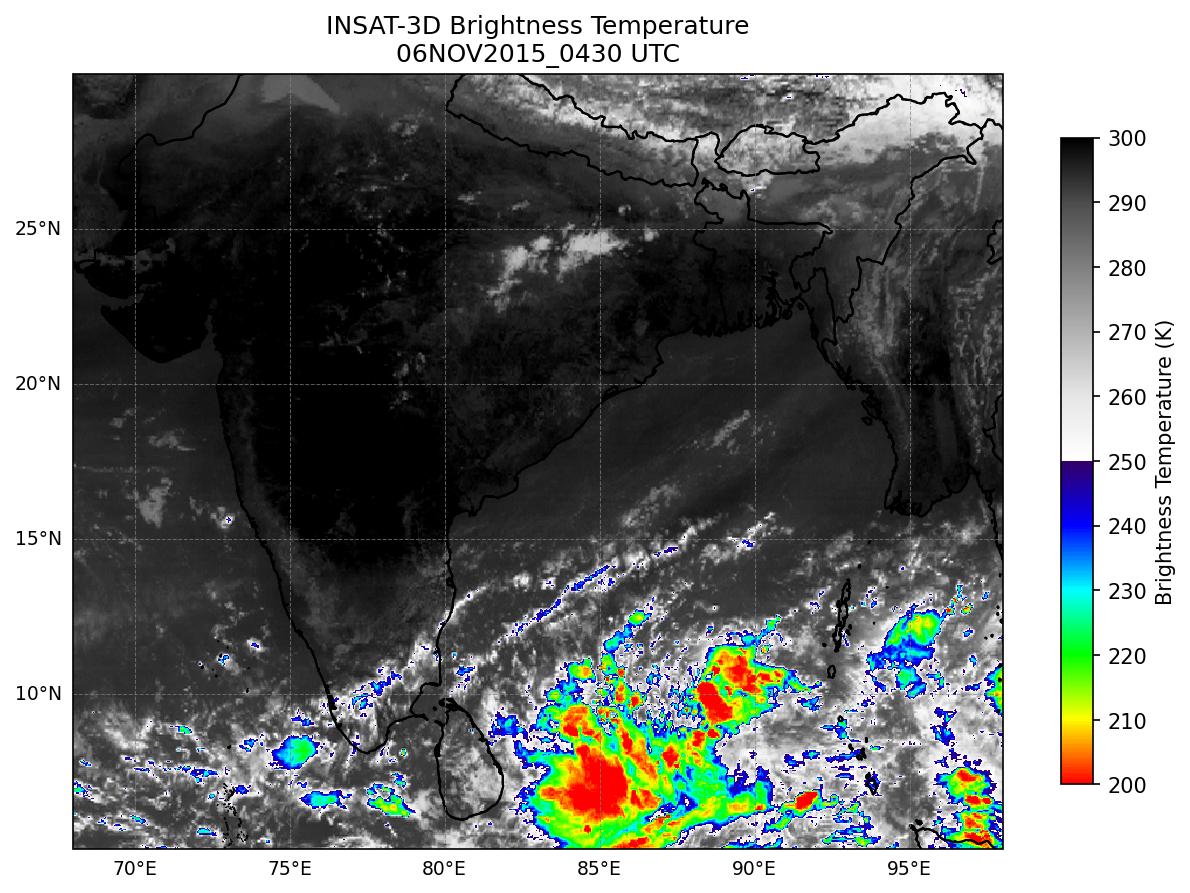 INSAT-3D Brightness Temperature
06NOV2015_0430 UTC
25°N
20°N
15°N
10°N
70°E
75°E
80°E
85°E
90°E
95°E
300
290
280
270
260
250
240
230
220
210
200
Brightness Temperature (K)